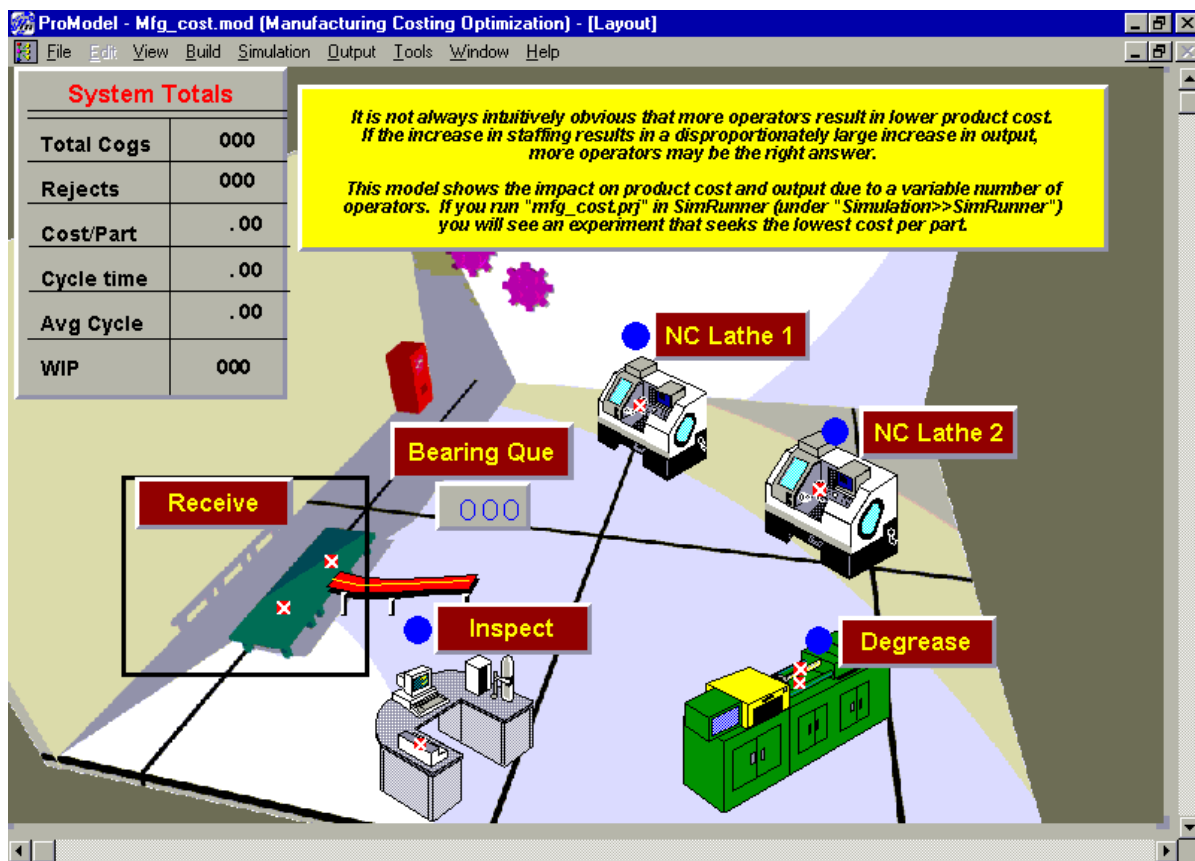 ProModel - Mfg_cost.mod (Manufacturing Costing Optimization) - [Layout]
File Edit View Build Simulation Output Tools Window Help
System Totals
Total Cogs 000
Rejects 000
Cost/Part .00
Cycle time .00
Avg Cycle .00
WIP 000
It is not always intuitively obvious that more operators result in lower product cost.
If the increase in staffing results in a disproportionately large increase in output,
more operators may be the right answer.
This model shows the impact on product cost and output due to a variable number of
operators. If you run "mfg_cost.prj" in SimRunner (under "Simulation>>SimRunner")
you will see an experiment that seeks the lowest cost per part.
NC Lathe 1
NC Lathe 2
Bearing Que
000
Receive
Inspect
Degrease